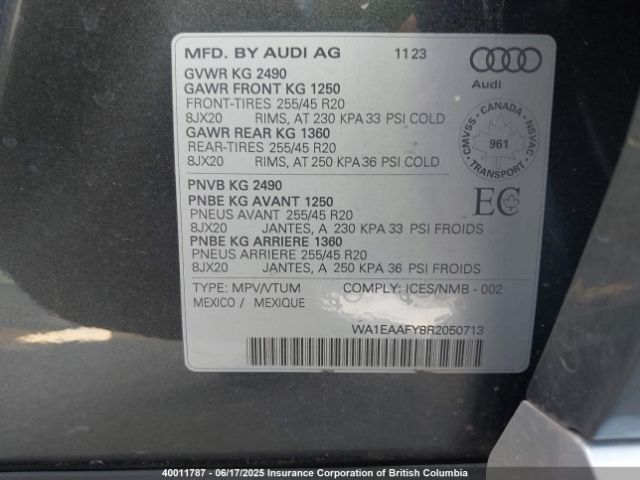 MFD. BY AUDI AG 1123
GVWR KG 2490
GAWR FRONT KG 1250
FRONT-TIRES 255/45 R20
8JX20 RIMS, AT 230 KPA 33 PSI COLD
GAWR REAR KG 1360
REAR-TIRES 255/45 R20
8JX20 RIMS, AT 250 KPA 36 PSI COLD
Audi
CMVSS - CANADA - NSVAC
961
TRANSPORT
PNVB KG 2490
PNBE KG AVANT 1250
PNEUS AVANT 255/45 R20
8JX20 JANTES, A 230 KPA 33 PSI FROIDS
PNBE KG ARRIERE 1360
PNEUS ARRIERE 255/45 R20
8JX20 JANTES, A 250 KPA 36 PSI FROIDS
EC
TYPE: MPV/VTUM COMPLY: ICES/NMB - 002
MEXICO / MEXIQUE
WA1EAAFY8R2050713
40011787 - 06/17/2025 - Insurance Corporation of British Columbia